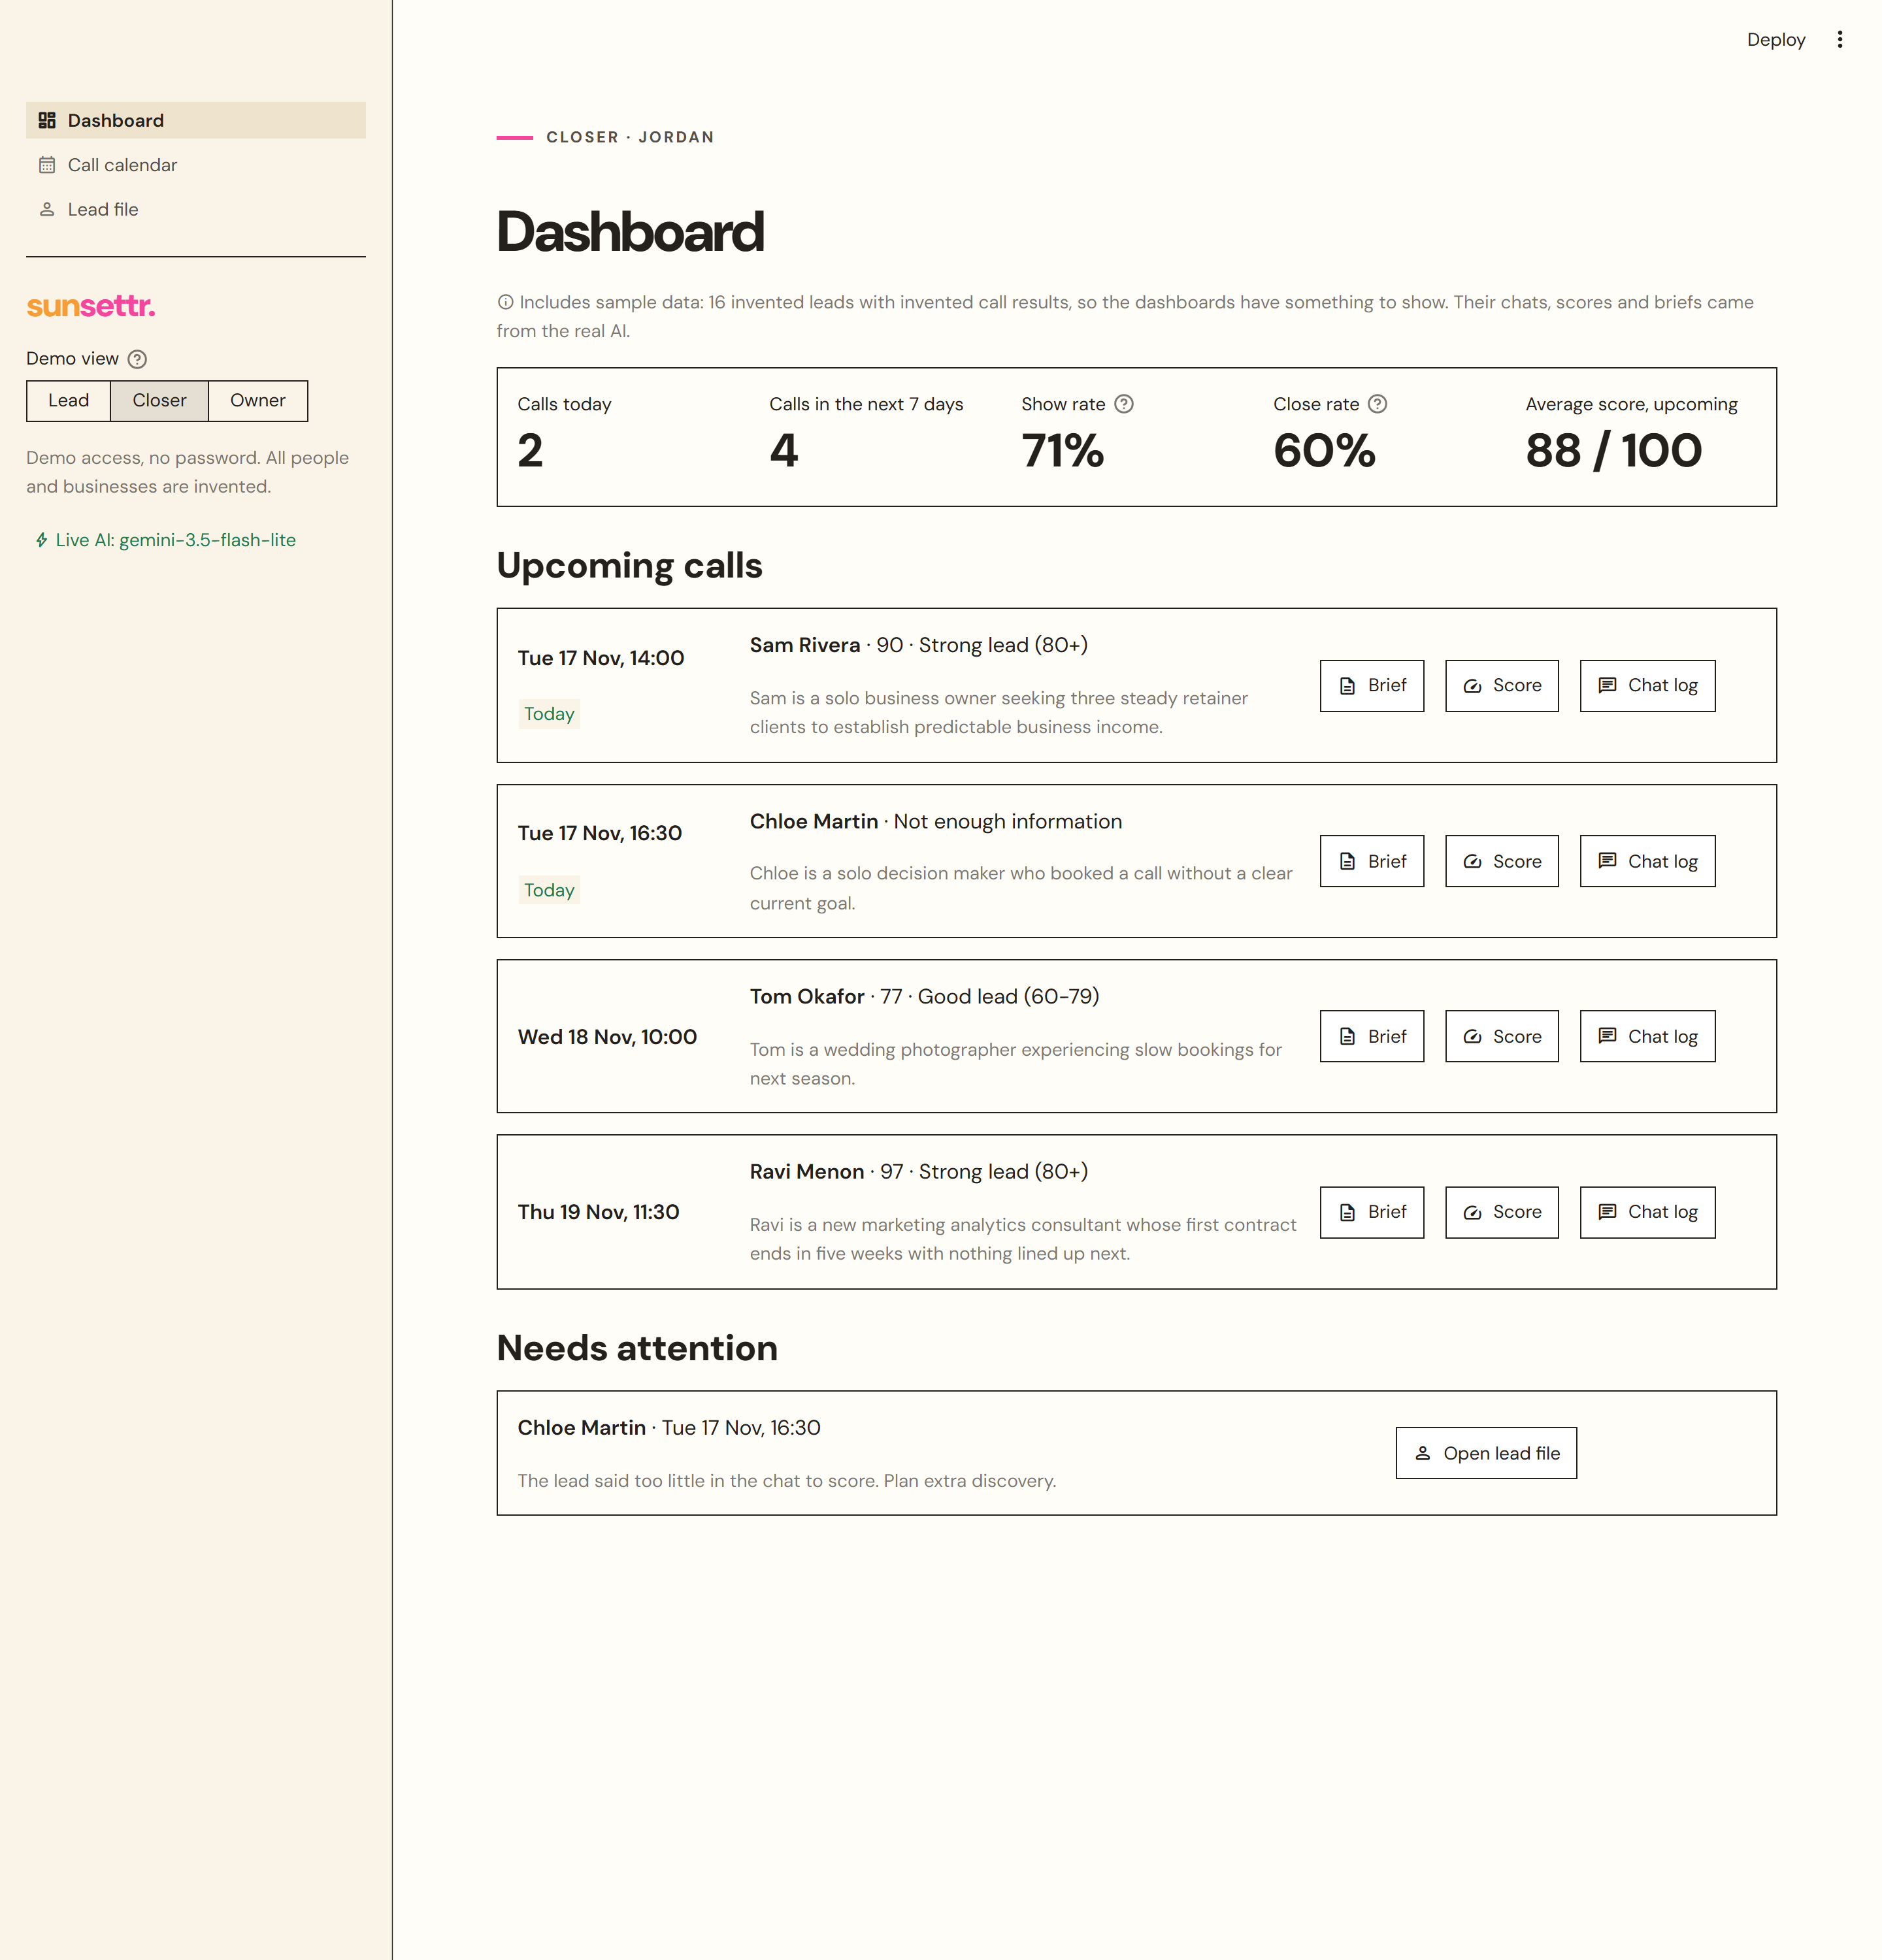 Deploy
Dashboard
Call calendar
Lead file
sunsettr.
Demo view
Lead
Closer
Owner
Demo access, no password. All people
and businesses are invented.
Live AI: gemini-3.5-flash-lite
CLOSER · JORDAN
Dashboard
Includes sample data: 16 invented leads with invented call results, so the dashboards have something to show. Their chats, scores and briefs came
from the real AI.
Calls today
2
Calls in the next 7 days
4
Show rate
71%
Close rate
60%
Average score, upcoming
88 / 100
Upcoming calls
Tue 17 Nov, 14:00
Today
Sam Rivera · 90 · Strong lead (80+)
Sam is a solo business owner seeking three steady retainer
clients to establish predictable business income.
Brief
Score
Chat log
Tue 17 Nov, 16:30
Today
Chloe Martin · Not enough information
Chloe is a solo decision maker who booked a call without a clear
current goal.
Brief
Score
Chat log
Wed 18 Nov, 10:00
Tom Okafor · 77 · Good lead (60-79)
Tom is a wedding photographer experiencing slow bookings for
next season.
Brief
Score
Chat log
Thu 19 Nov, 11:30
Ravi Menon · 97 · Strong lead (80+)
Ravi is a new marketing analytics consultant whose first contract
ends in five weeks with nothing lined up next.
Brief
Score
Chat log
Needs attention
Chloe Martin · Tue 17 Nov, 16:30
The lead said too little in the chat to score. Plan extra discovery.
Open lead file